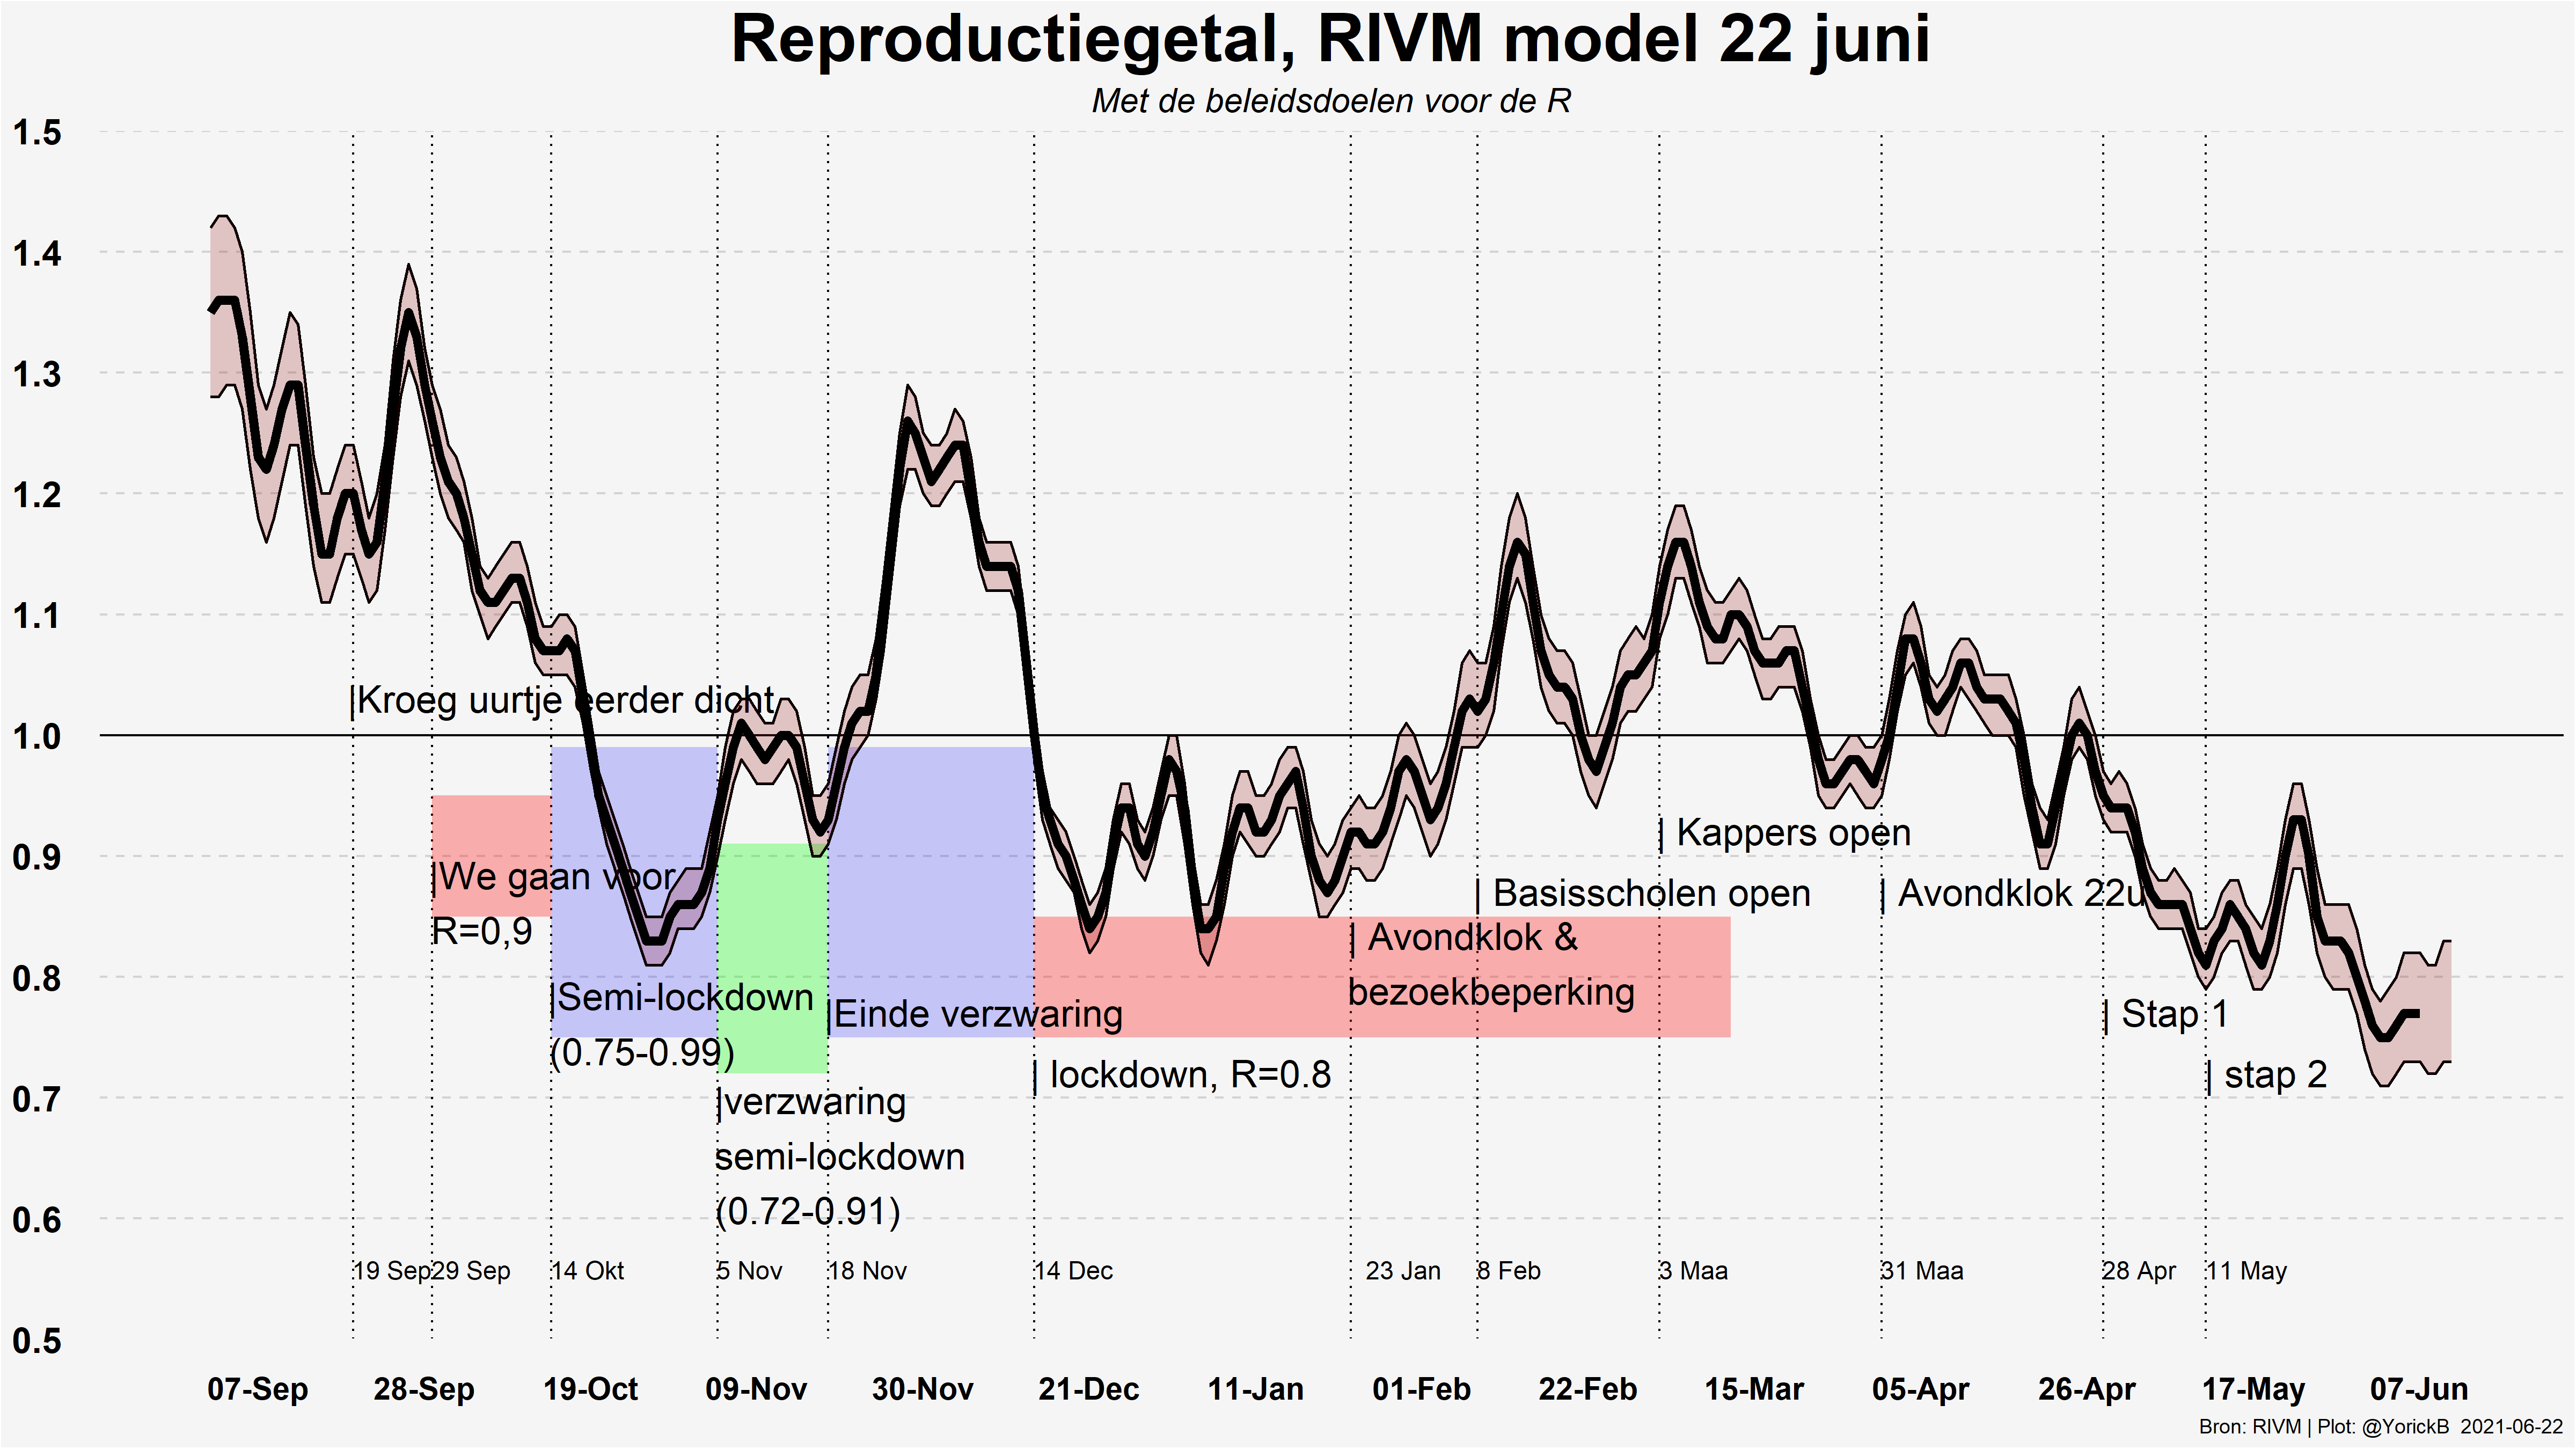 Reproductiegetal, RIVM model 22 juni
Met de beleidsdoelen voor de R
1.5
1.4
1.3
1.2
1.1
1.0
0.9
0.8
0.7
0.6
0.5
|Kroeg uurtje eerder dicht
|We gaan voor
R=0,9
|Semi-lockdown
(0.75-0.99)
|verzwaring
semi-lockdown
(0.72-0.91)
|Einde verzwaring
| lockdown, R=0.8
| Avondklok &
bezoekbeperking
| Basisscholen open
| Kappers open
| Avondklok 22u
| Stap 1
| stap 2
19 Sep
29 Sep
14 Okt
5 Nov
18 Nov
14 Dec
23 Jan
8 Feb
3 Maa
31 Maa
28 Apr
11 May
07-Sep
28-Sep
19-Oct
09-Nov
30-Nov
21-Dec
11-Jan
01-Feb
22-Feb
15-Mar
05-Apr
26-Apr
17-May
07-Jun
Bron: RIVM | Plot: @YorickB  2021-06-22